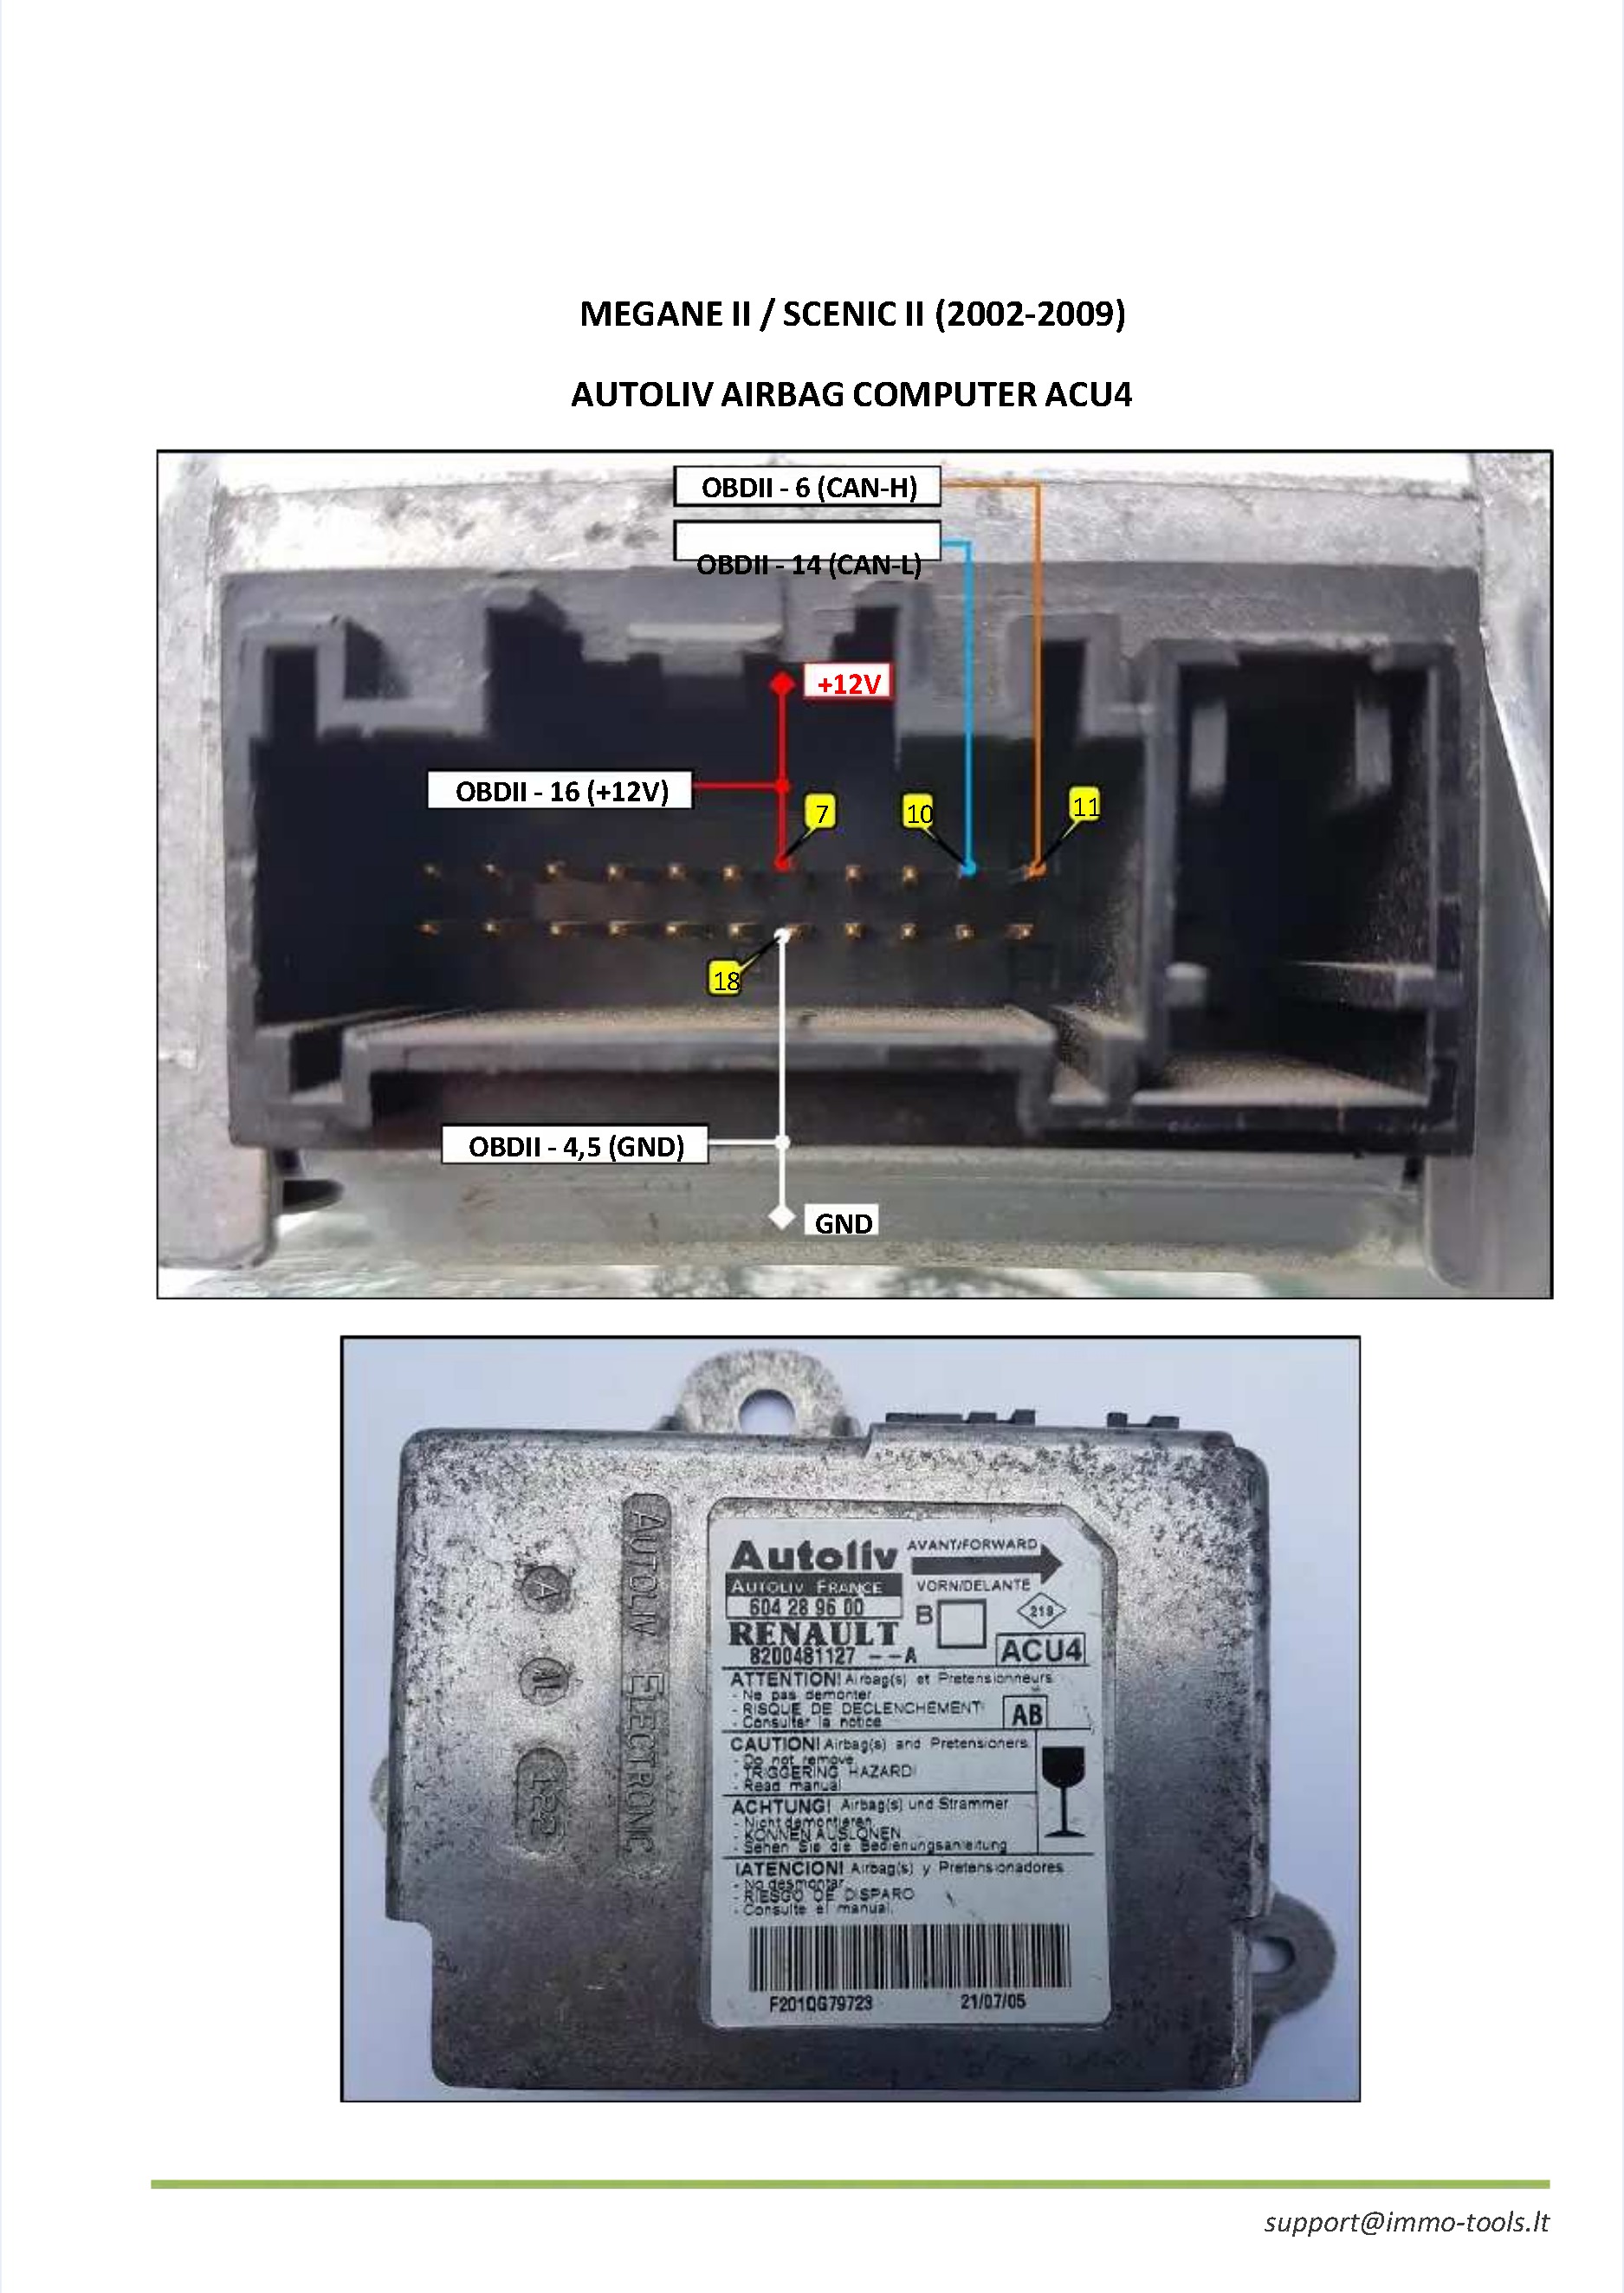 MEGANE II / SCENIC II (2002-2009)
AUTOLIV AIRBAG COMPUTER ACU4
OBDII - 6 (CAN-H)
OBDII - 14 (CAN-L)
+12V
OBDII - 16 (+12V)
7
10
11
18
OBDII - 4,5 (GND)
GND
AUTOLIV ELECTRONIC
Autoliv
AVANT/FORWARD
AUTOLIV FRANCE
VORN/DELANTE
604 28 96 00
B
219
RENAULT
ACU4
8200481127 --A
ATTENTION! Airbag(s) et Pretensionneurs
- Ne pas demonter
- RISQUE DE DECLENCHEMENT!
- Consulter la notice
AB
CAUTION! Airbag(s) and Pretensioners
- Do not remove
- TRIGGERING HAZARD!
- Read manual
ACHTUNG! Airbag(s) und Strammer
- Nicht demontieren
- KONNEN AUSLONEN
- Sehen Sie die Bedienungsanleitung
!ATENCION! Airbag(s) y Pretensionadores
- No desmontar
- RIESGO DE DISPARO
- Consulte el manual.
F201QG79723
21/07/05
support@immo-tools.lt